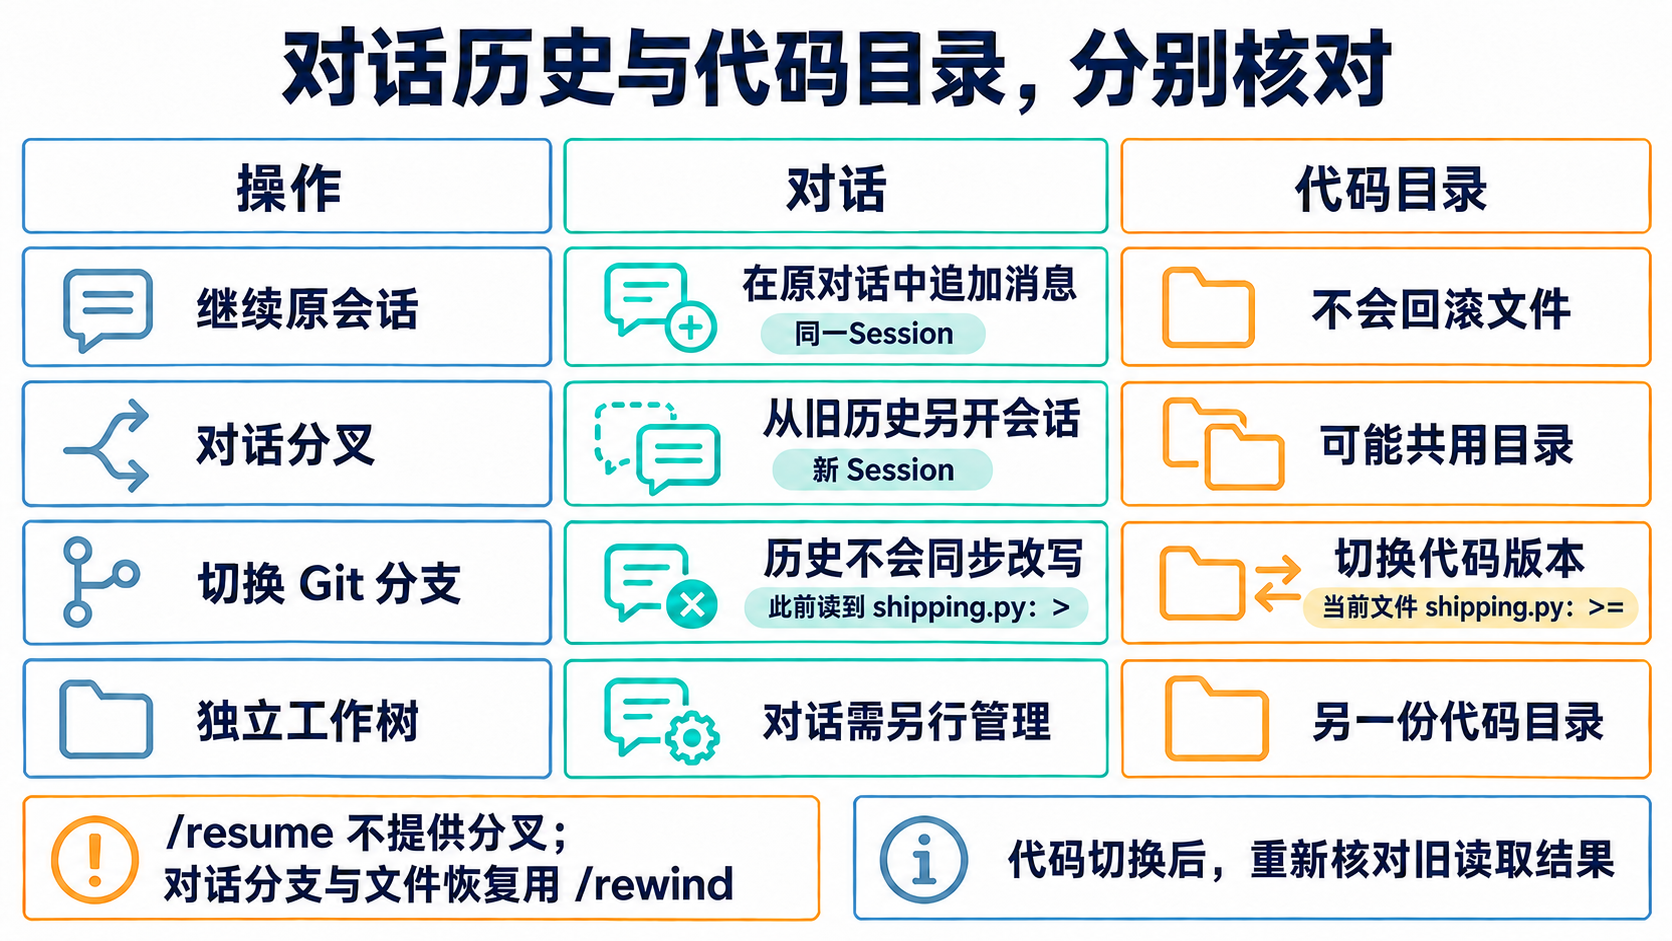 对话历史与代码目录，分别核对
操作
对话
代码目录
继续原会话
在原对话中追加消息
同一Session
不会回滚文件
对话分叉
从旧历史另开会话
新 Session
可能共用目录
切换 Git 分支
历史不会同步改写
此前读到 shipping.py：>
切换代码版本
当前文件 shipping.py：>=
独立工作树
对话需另行管理
另一份代码目录
/resume 不提供分叉；
对话分支与文件恢复用 /rewind
代码切换后，重新核对旧读取结果